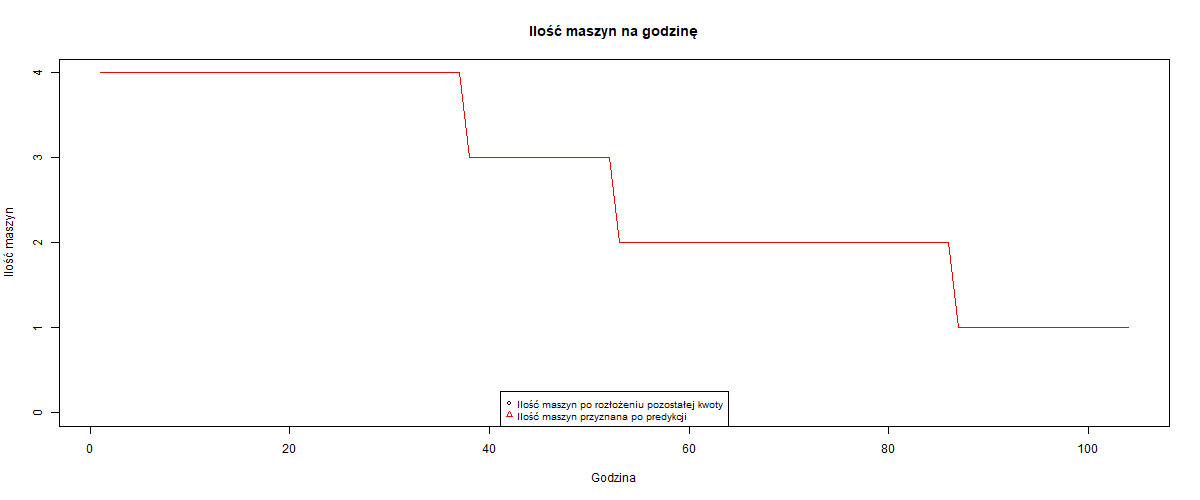 Ilość maszyn na godzinę
Ilość maszyn
4
3
2
1
0
Ilość maszyn po rozłożeniu pozostałej kwoty
Ilość maszyn przyznana po predykcji
0 20 40 60 80 100
Godzina